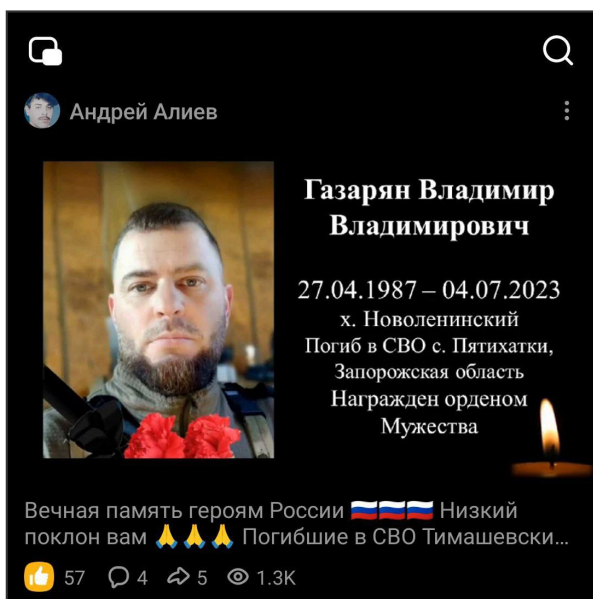 Андрей Алиев
Газарян Владимир
Владимирович
27.04.1987 – 04.07.2023
х. Новоленинский
Погиб в СВО с. Пятихатки,
Запорожская область
Награжден орденом
Мужества
Вечная память героям России 🇷🇺🇷🇺🇷🇺 Низкий
поклон вам 🙏🙏🙏 Погибшие в СВО Тимашевски...
57 4 5 1.3K